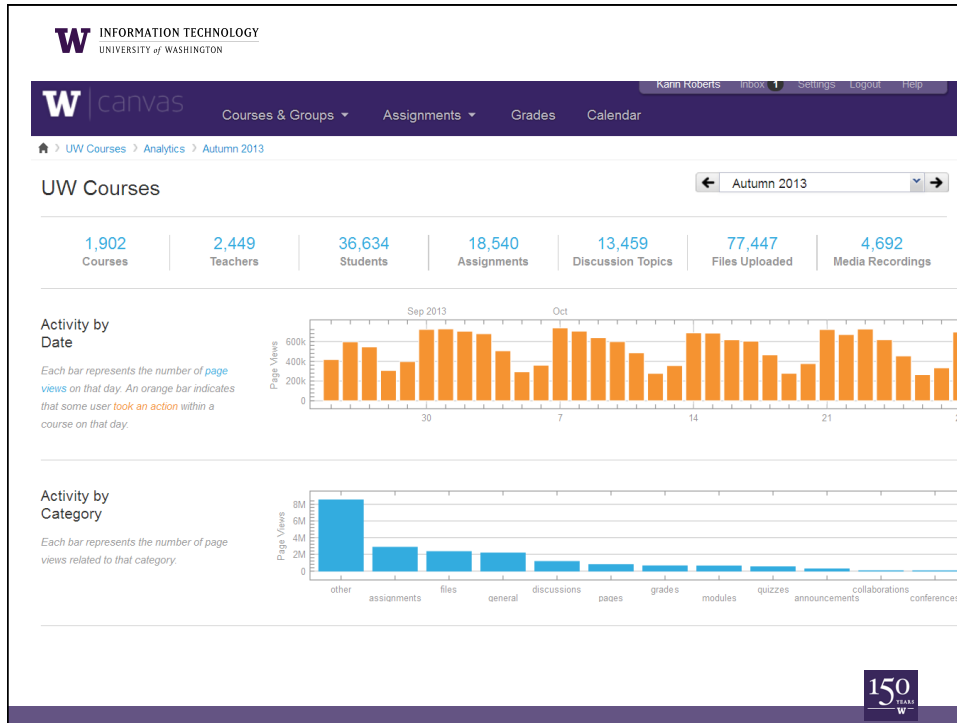 W INFORMATION TECHNOLOGY
UNIVERSITY of WASHINGTON
Karin Roberts Inbox 1 Settings Logout Help
W canvas
Courses & Groups Assignments Grades Calendar
UW Courses Analytics Autumn 2013
UW Courses
Autumn 2013
1,902 2,449 36,634 18,540 13,459 77,447 4,692
Courses Teachers Students Assignments Discussion Topics Files Uploaded Media Recordings
Activity by
Date
Each bar represents the number of page
views on that day. An orange bar indicates
that some user took an action within a
course on that day.
Sep 2013 Oct
Page Views
600k
400k
200k
0
30 7 14 21
Activity by
Category
Each bar represents the number of page
views related to that category.
Page Views
8M
6M
4M
2M
0
other files discussions grades quizzes collaborations
assignments general pages modules announcements conferences
150
YEARS
W